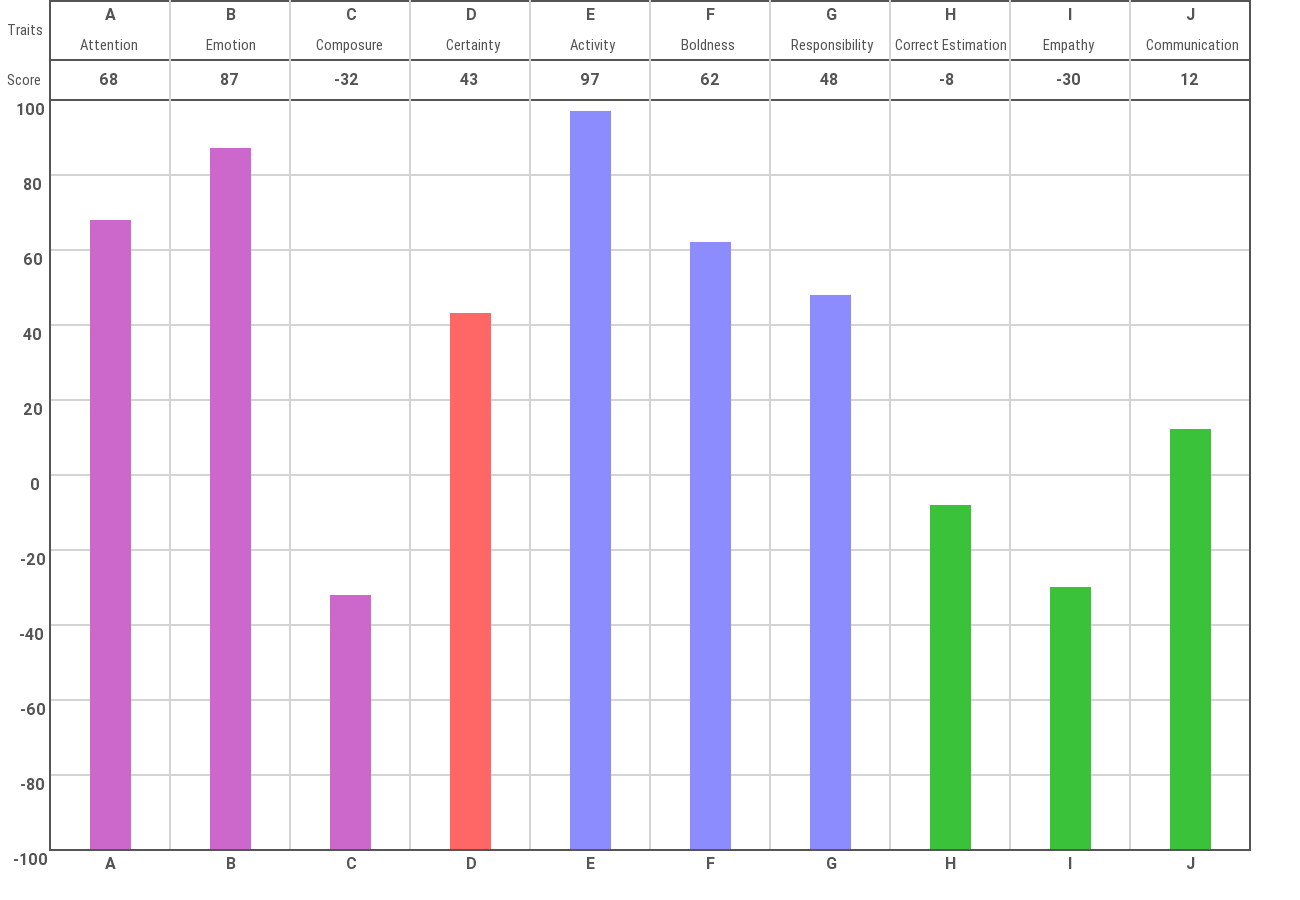 A B C D E F G H I J
Traits
Attention Emotion Composure Certainty Activity Boldness Responsibility Correct Estimation Empathy Communication
Score 68 87 -32 43 97 62 48 -8 -30 12
100
80
60
40
20
0
-20
-40
-60
-80
-100
A B C D E F G H I J